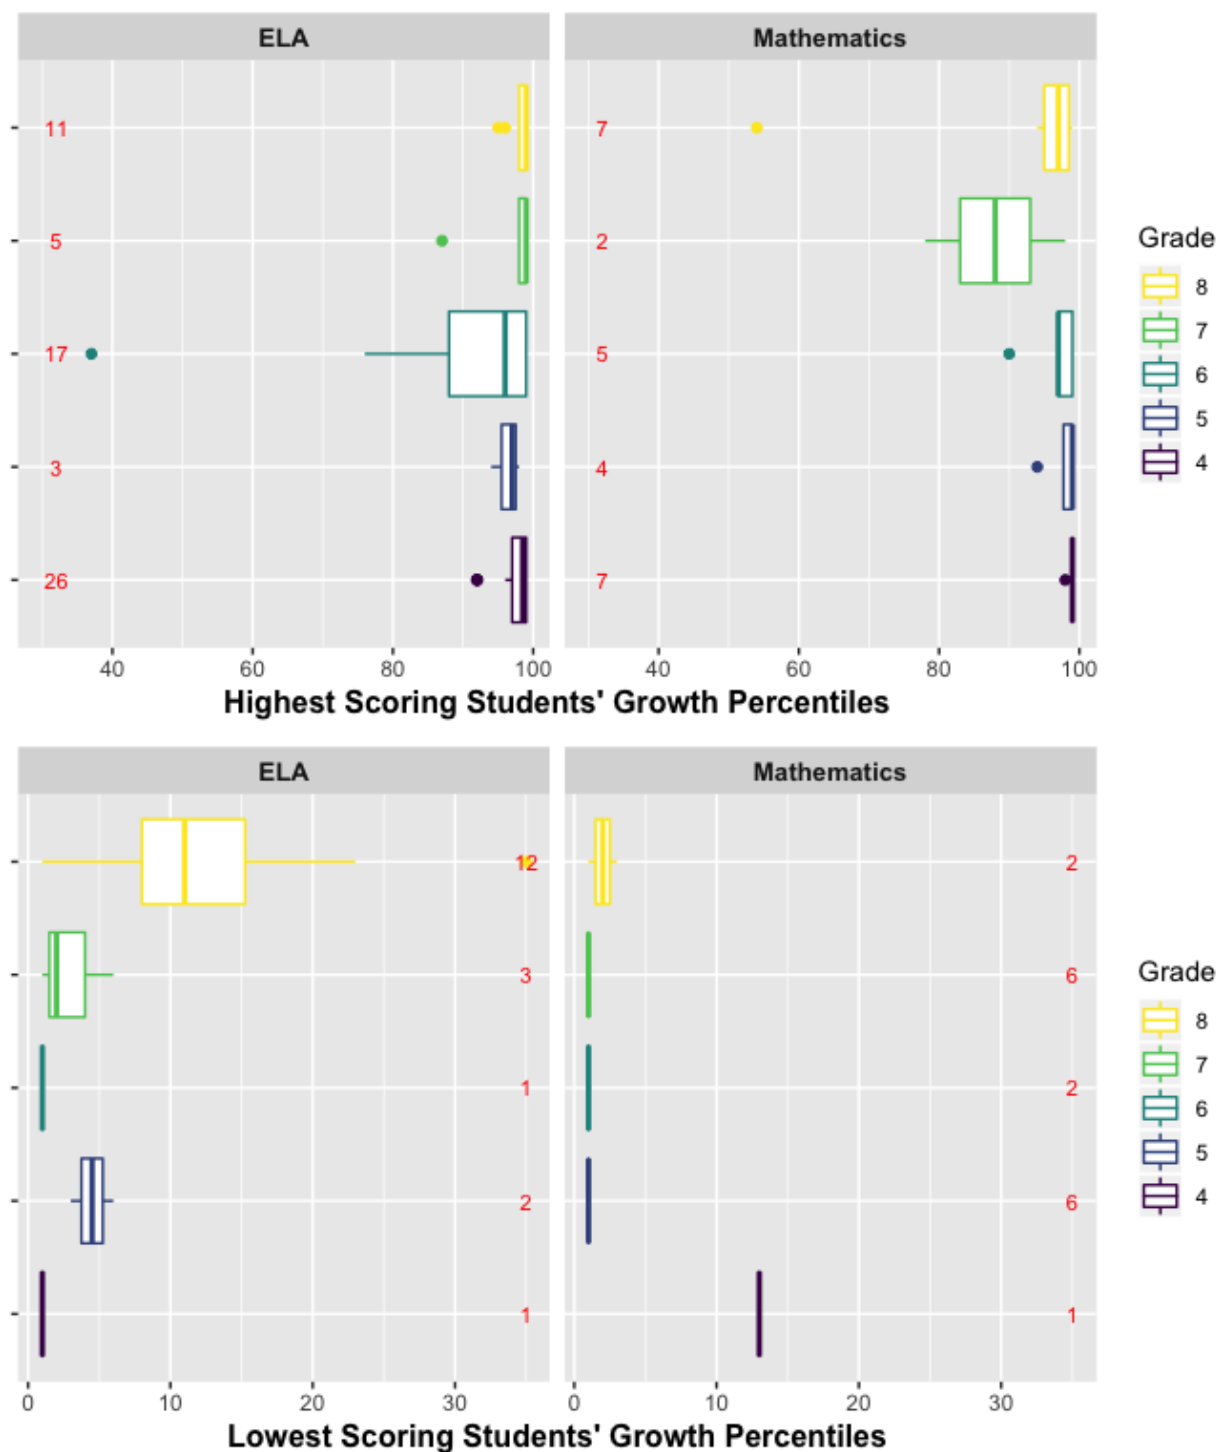 ELA Mathematics
11 7
5 2
17 5
3 4
26 7
40 60 80 100 40 60 80 100
Highest Scoring Students' Growth Percentiles
Grade
8
7
6
5
4
ELA Mathematics
12 2
3 6
1 2
2 6
1 1
0 10 20 30 0 10 20 30
Lowest Scoring Students' Growth Percentiles
Grade
8
7
6
5
4